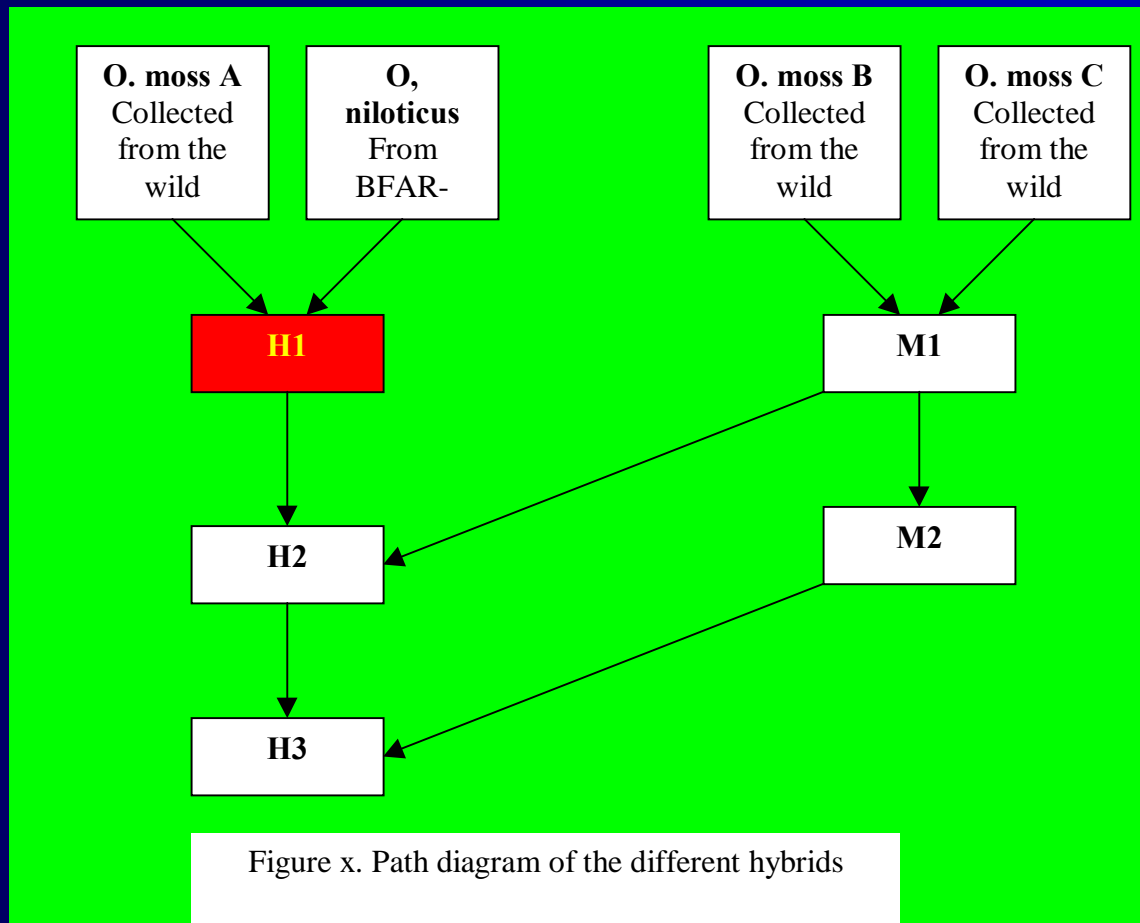 O. moss A
Collected
from the
wild
O,
niloticus
From
BFAR-
O. moss B
Collected
from the
wild
O. moss C
Collected
from the
wild
H1
M1
H2
M2
H3
Figure x. Path diagram of the different hybrids